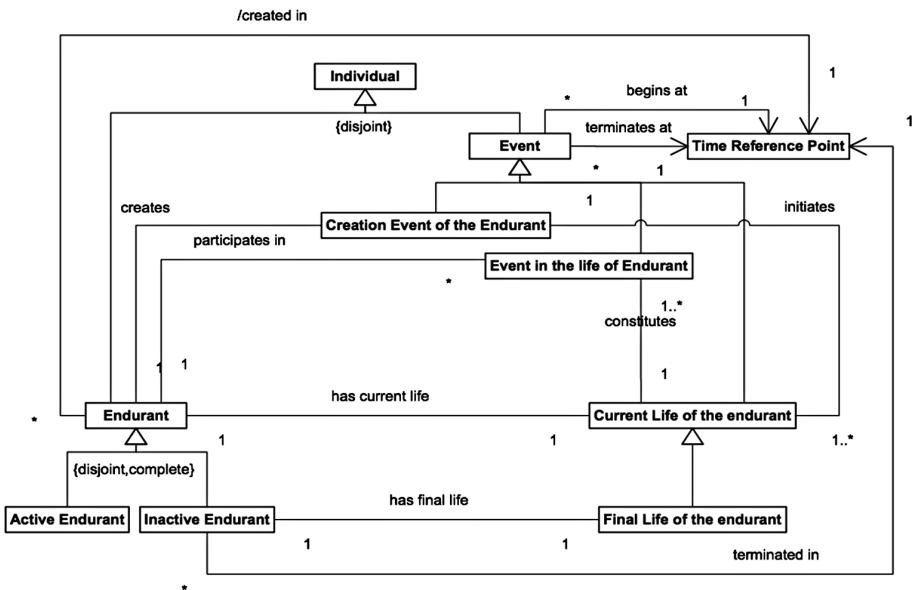 /created in
1
Individual
begins at
*
1
1
{disjoint}
terminates at
Event
Time Reference Point
*
1
1
creates
initiates
Creation Event of the Endurant
participates in
Event in the life of Endurant
*
1..*
constitutes
1
1
1
has current life
*
Endurant
Current Life of the endurant
1
1
1..*
{disjoint,complete}
has final life
Active Endurant
Inactive Endurant
Final Life of the endurant
1
1
terminated in
*